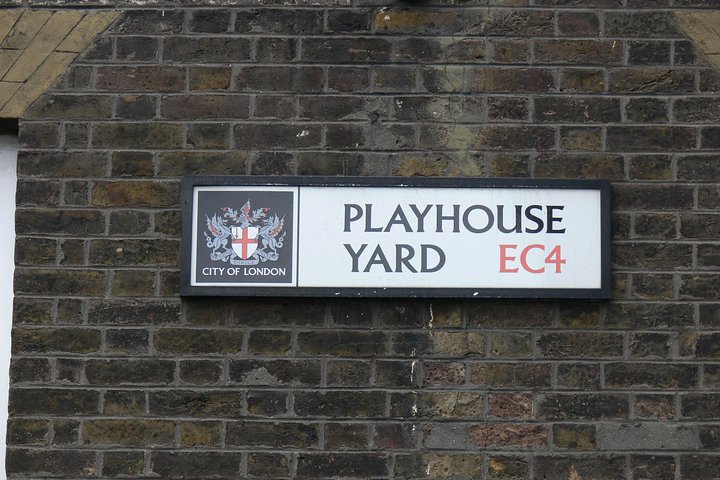 CITY OF LONDON
PLAYHOUSE
YARD EC4